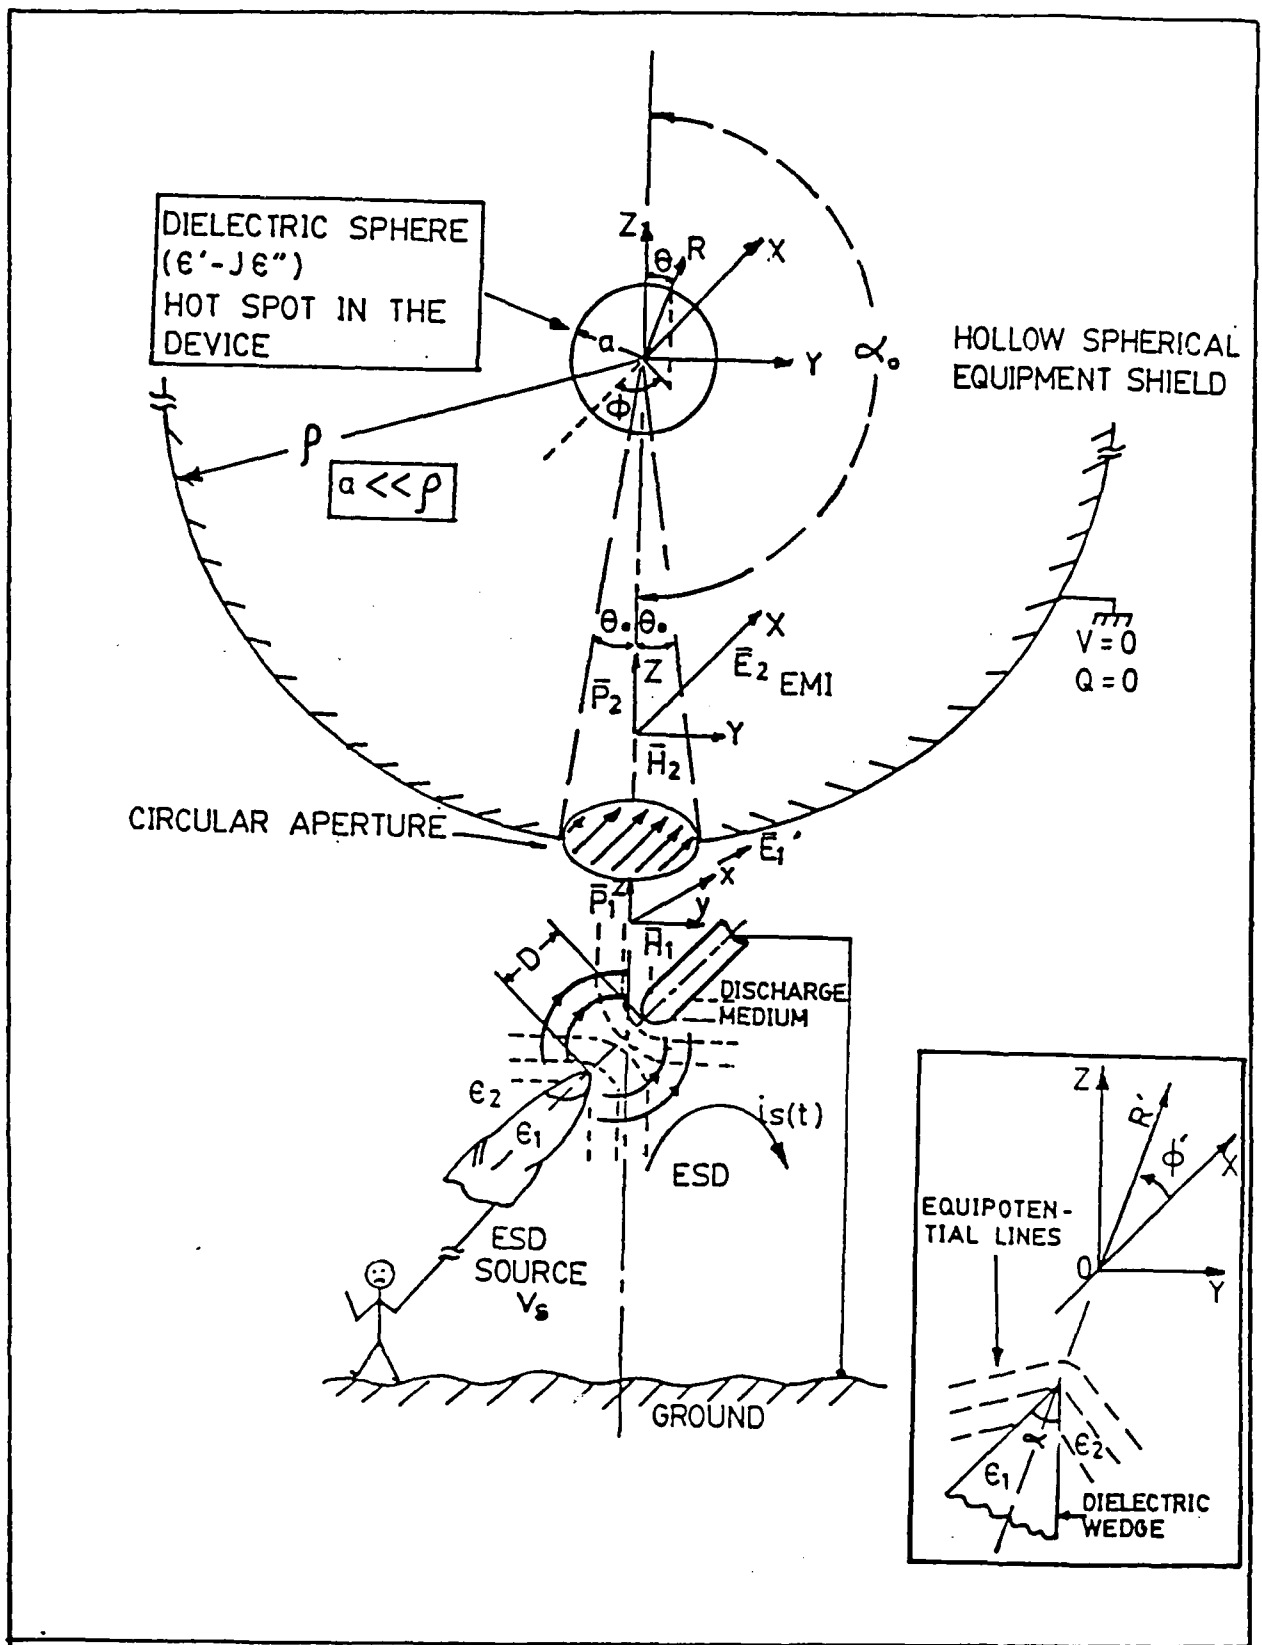 DIELECTRIC SPHERE
(ϵ′-Jϵ″)
HOT SPOT IN THE
DEVICE
Z
θ
R
X
a
Y
α₀
Φ
HOLLOW SPHERICAL
EQUIPMENT SHIELD
ρ
a<<ρ
θ₀ θ₀
X
Z
E̅₂ EMI
P̅₂
Y
H̅₂
V=0
Q=0
CIRCULAR APERTURE
E̅₁′
P̅₁
Z
x
y
H̅₁
D
DISCHARGE
MEDIUM
ϵ₂
ϵ₁
is(t)
ESD
ESD
SOURCE
Vs
GROUND
Z
R′
Φ′
X
EQUIPOTEN-
TIAL LINES
O
Y
α
ϵ₂
ϵ₁
DIELECTRIC
WEDGE